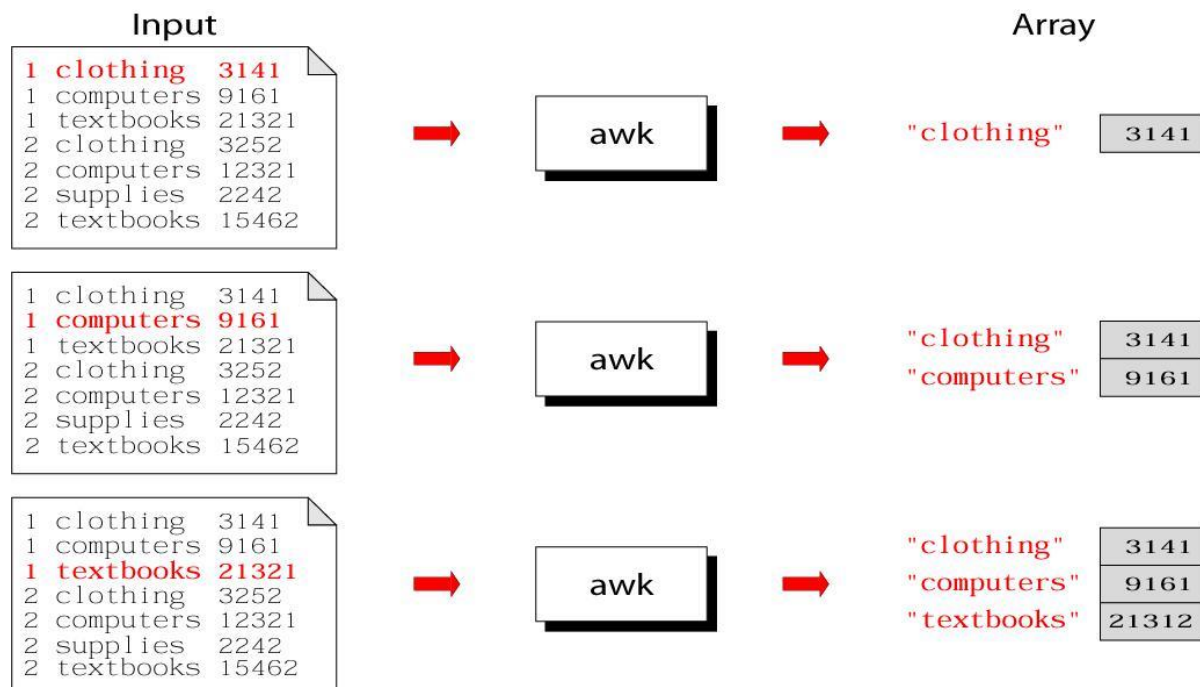 Input
Array
1 clothing 3141
1 computers 9161
1 textbooks 21321
2 clothing 3252
2 computers 12321
2 supplies 2242
2 textbooks 15462
awk
"clothing" 3141
1 clothing 3141
1 computers 9161
1 textbooks 21321
2 clothing 3252
2 computers 12321
2 supplies 2242
2 textbooks 15462
awk
"clothing" 3141
"computers" 9161
1 clothing 3141
1 computers 9161
1 textbooks 21321
2 clothing 3252
2 computers 12321
2 supplies 2242
2 textbooks 15462
awk
"clothing" 3141
"computers" 9161
"textbooks" 21312